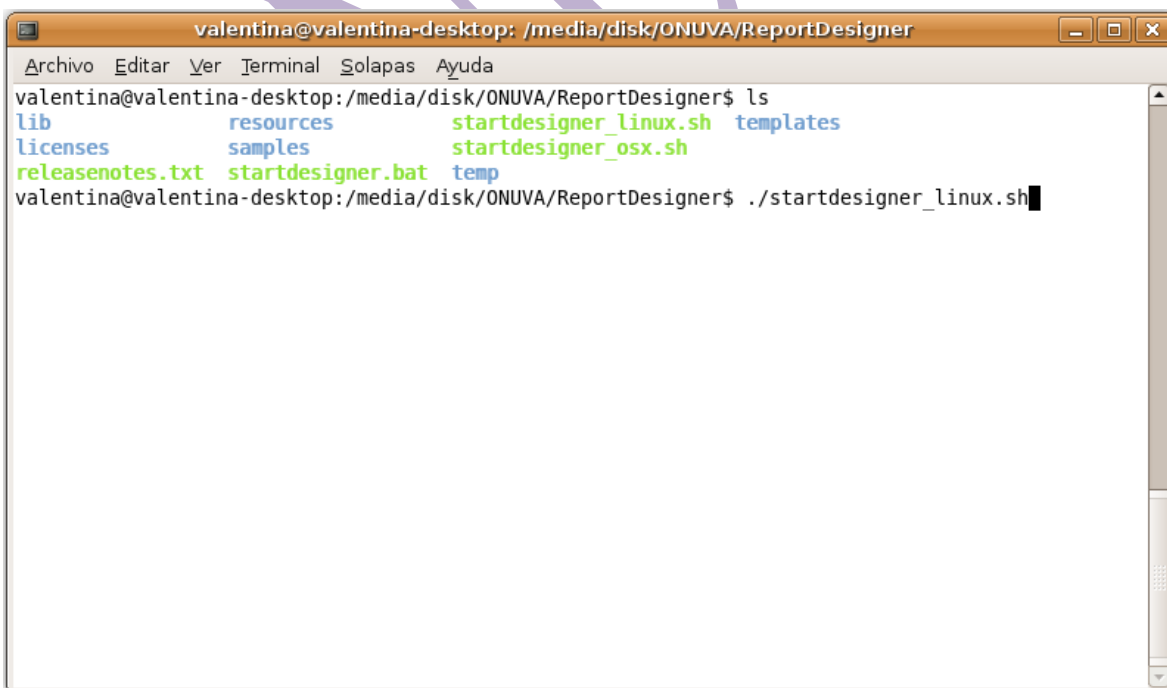 valentina@valentina-desktop: /media/disk/ONUVA/ReportDesigner
Archivo Editar Ver Terminal Solapas Ayuda
valentina@valentina-desktop:/media/disk/ONUVA/ReportDesigner$ ls
lib resources startdesigner_linux.sh templates
licenses samples startdesigner_osx.sh
releasenotes.txt startdesigner.bat temp
valentina@valentina-desktop:/media/disk/ONUVA/ReportDesigner$ ./startdesigner_linux.sh